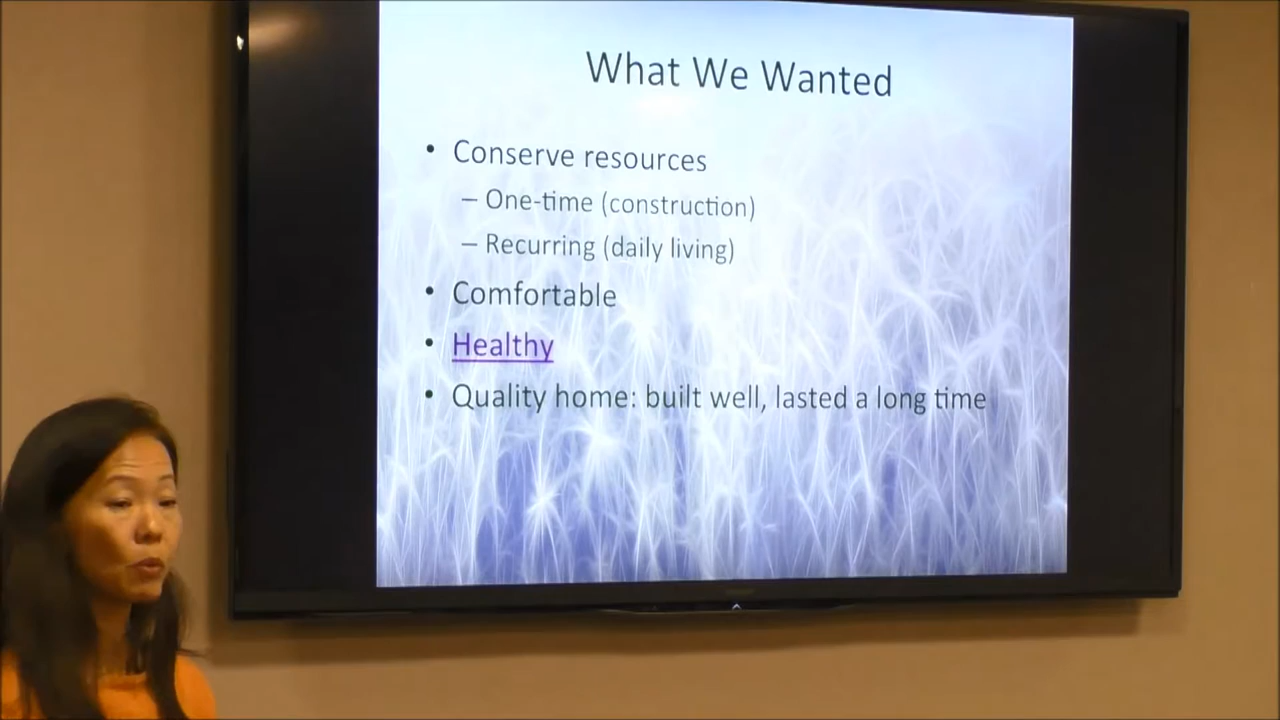 What We Wanted
• Conserve resources
– One-time (construction)
– Recurring (daily living)
• Comfortable
• Healthy
• Quality home: built well, lasted a long time